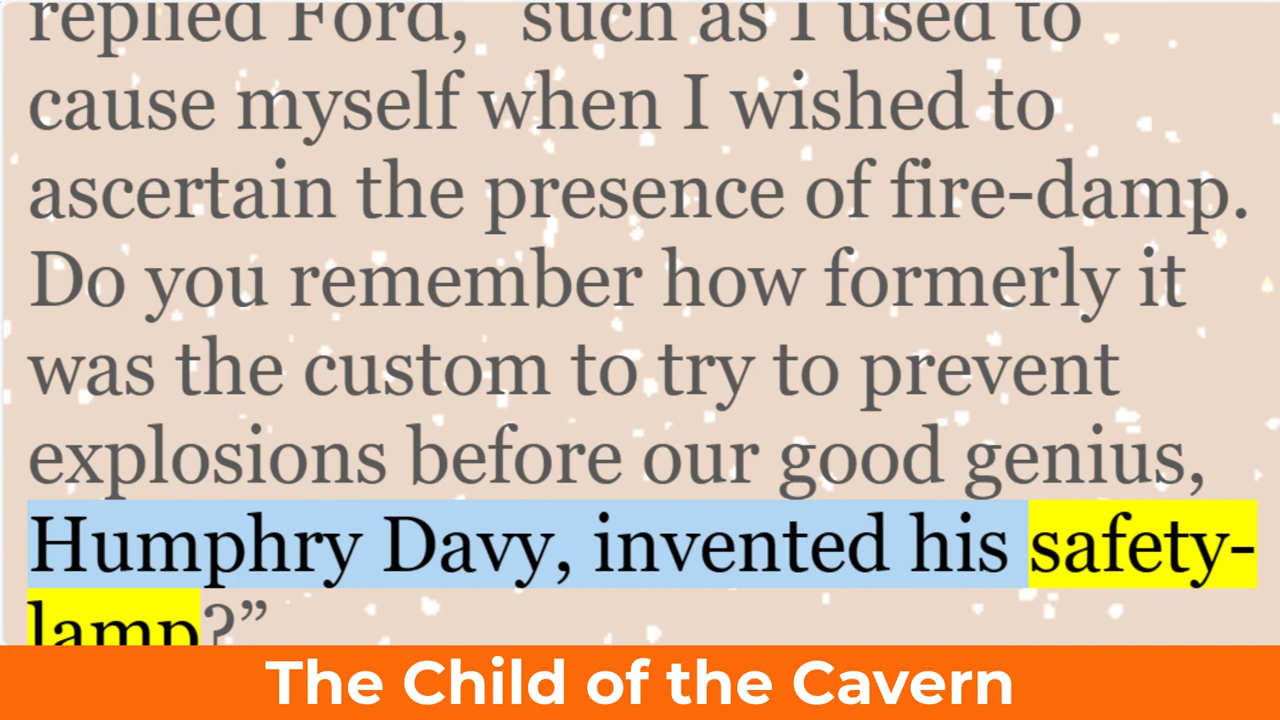 replied Ford, “such as I used to
cause myself when I wished to
ascertain the presence of fire-damp.
Do you remember how formerly it
was the custom to try to prevent
explosions before our good genius,
Humphry Davy, invented his safety-
lamp?”
The Child of the Cavern